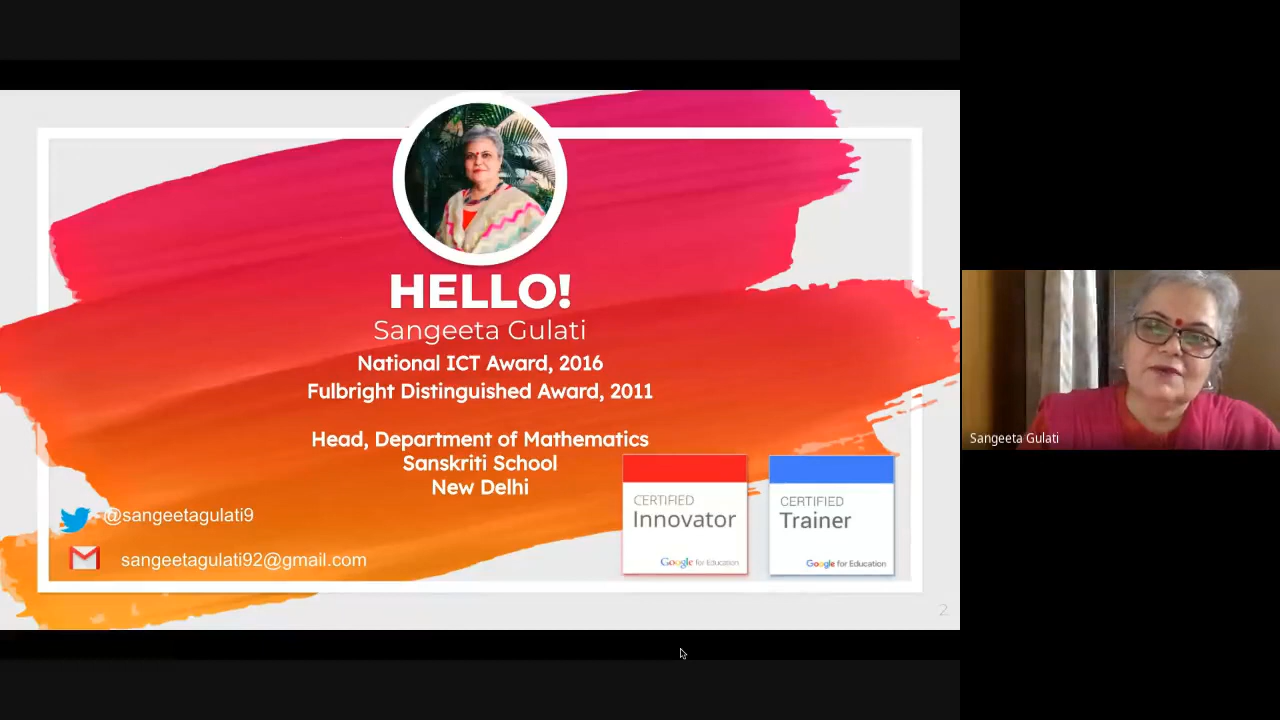 HELLO!
Sangeeta Gulati
National ICT Award, 2016
Fulbright Distinguished Award, 2011
Head, Department of Mathematics
Sanskriti School
New Delhi
@sangeetagulati9
sangeetagulati92@gmail.com
CERTIFIED
Innovator
Google for Education
CERTIFIED
Trainer
Google for Education
2
Sangeeta Gulati